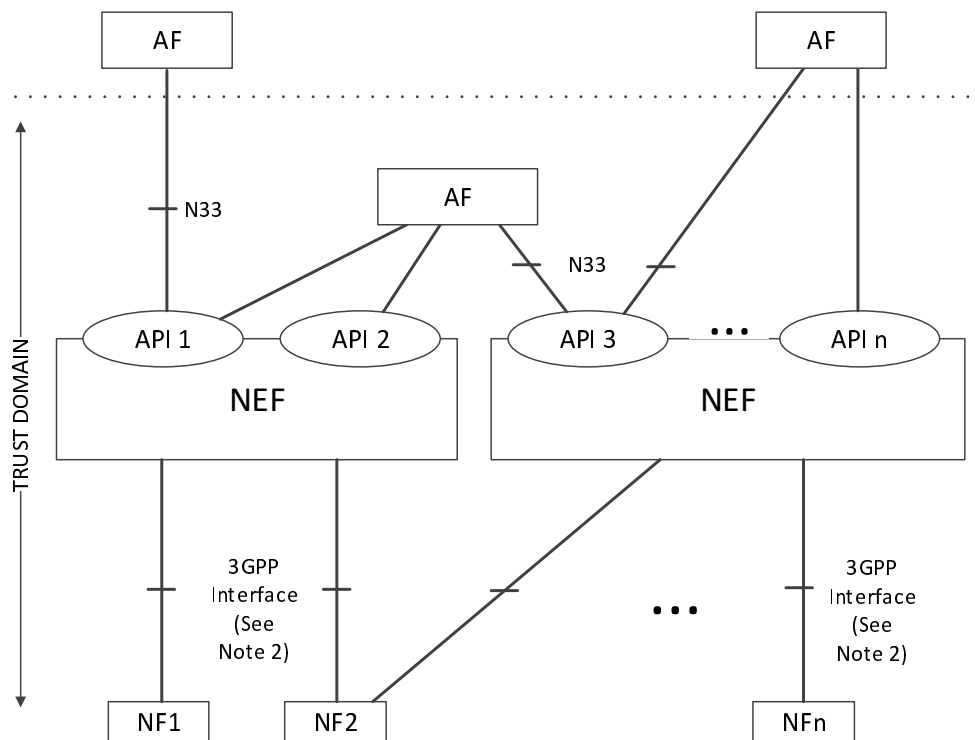 AF
AF
AF
N33
N33
API 1
API 2
API 3
...
API n
NEF
NEF
TRUST DOMAIN
3GPP
Interface
(See
Note 2)
...
3GPP
Interface
(See
Note 2)
NF1
NF2
NFn